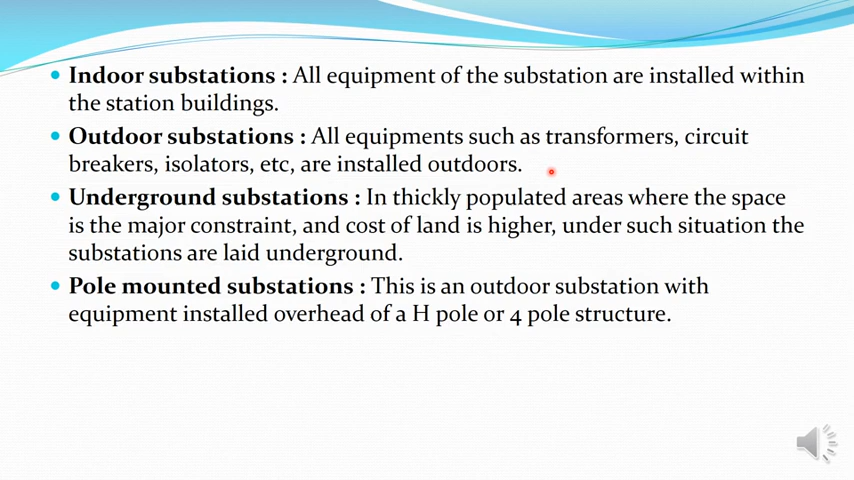 Indoor substations : All equipment of the substation are installed within
the station buildings.
Outdoor substations : All equipments such as transformers, circuit
breakers, isolators, etc, are installed outdoors.
Underground substations : In thickly populated areas where the space
is the major constraint, and cost of land is higher, under such situation the
substations are laid underground.
Pole mounted substations : This is an outdoor substation with
equipment installed overhead of a H pole or 4 pole structure.